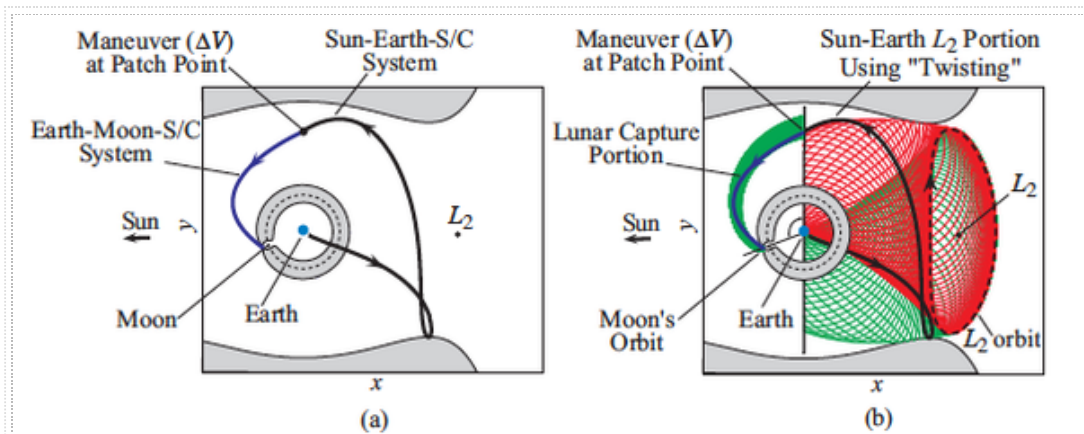 Maneuver (ΔV)
at Patch Point
Sun-Earth-S/C
System
Earth-Moon-S/C
System
Sun
y
L2
Moon
Earth
x
(a)
Maneuver (ΔV)
at Patch Point
Sun-Earth L2 Portion
Using "Twisting"
Lunar Capture
Portion
L2
Sun
y
Moon's
Orbit
Earth
L2 orbit
x
(b)